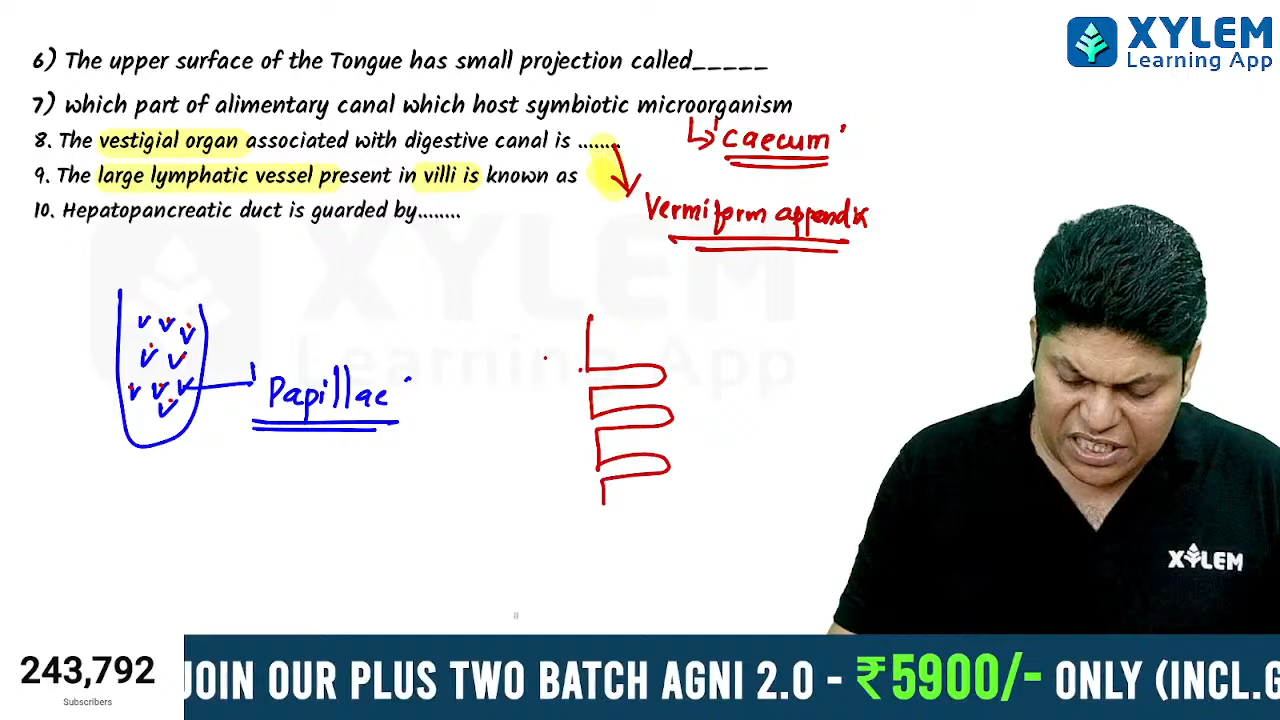 XYLEM
Learning App
6) The upper surface of the Tongue has small projection called_____
7) which part of alimentary canal which host symbiotic microorganism
caecum
8. The vestigial organ associated with digestive canal is ........
9. The large lymphatic vessel present in villi is known as
Vermiform appendix
10. Hepatopancreatic duct is guarded by........
XYLEM
Learning App
Papillae
XYLEM
243,792
Subscribers
JOIN OUR PLUS TWO BATCH AGNI 2.0 - ₹5900/- ONLY (INCL.G